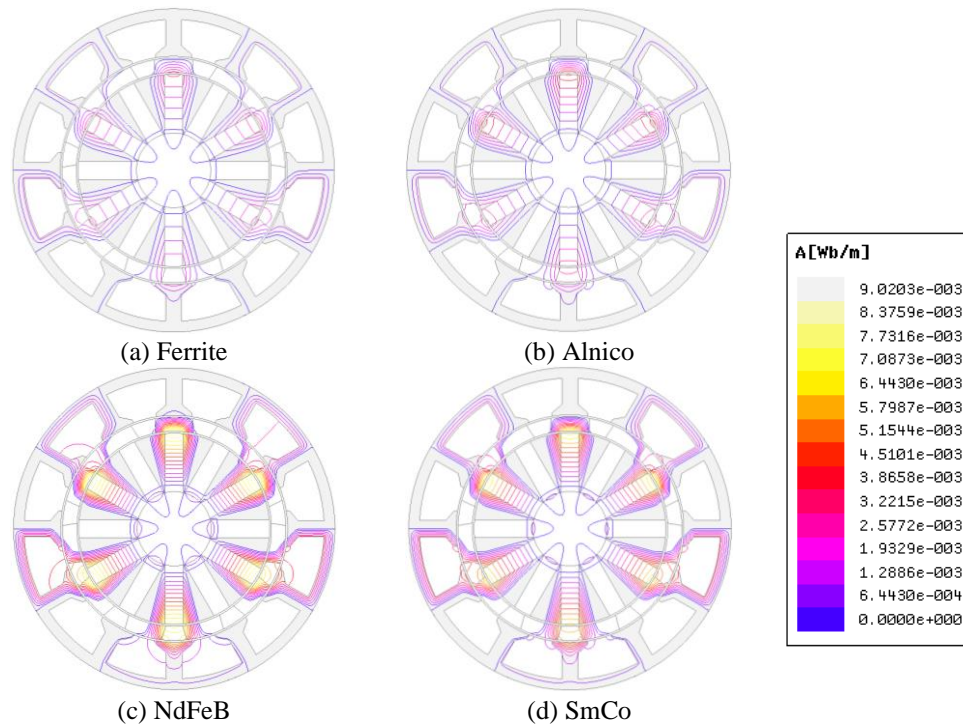 (a) Ferrite
(b) Alnico
A[Wb/m]
9.0203e-003
8.3759e-003
7.7316e-003
7.0873e-003
6.4430e-003
5.7987e-003
5.1544e-003
4.5101e-003
3.8658e-003
3.2215e-003
2.5772e-003
1.9329e-003
1.2886e-003
6.4430e-004
0.0000e+000
(c) NdFeB
(d) SmCo